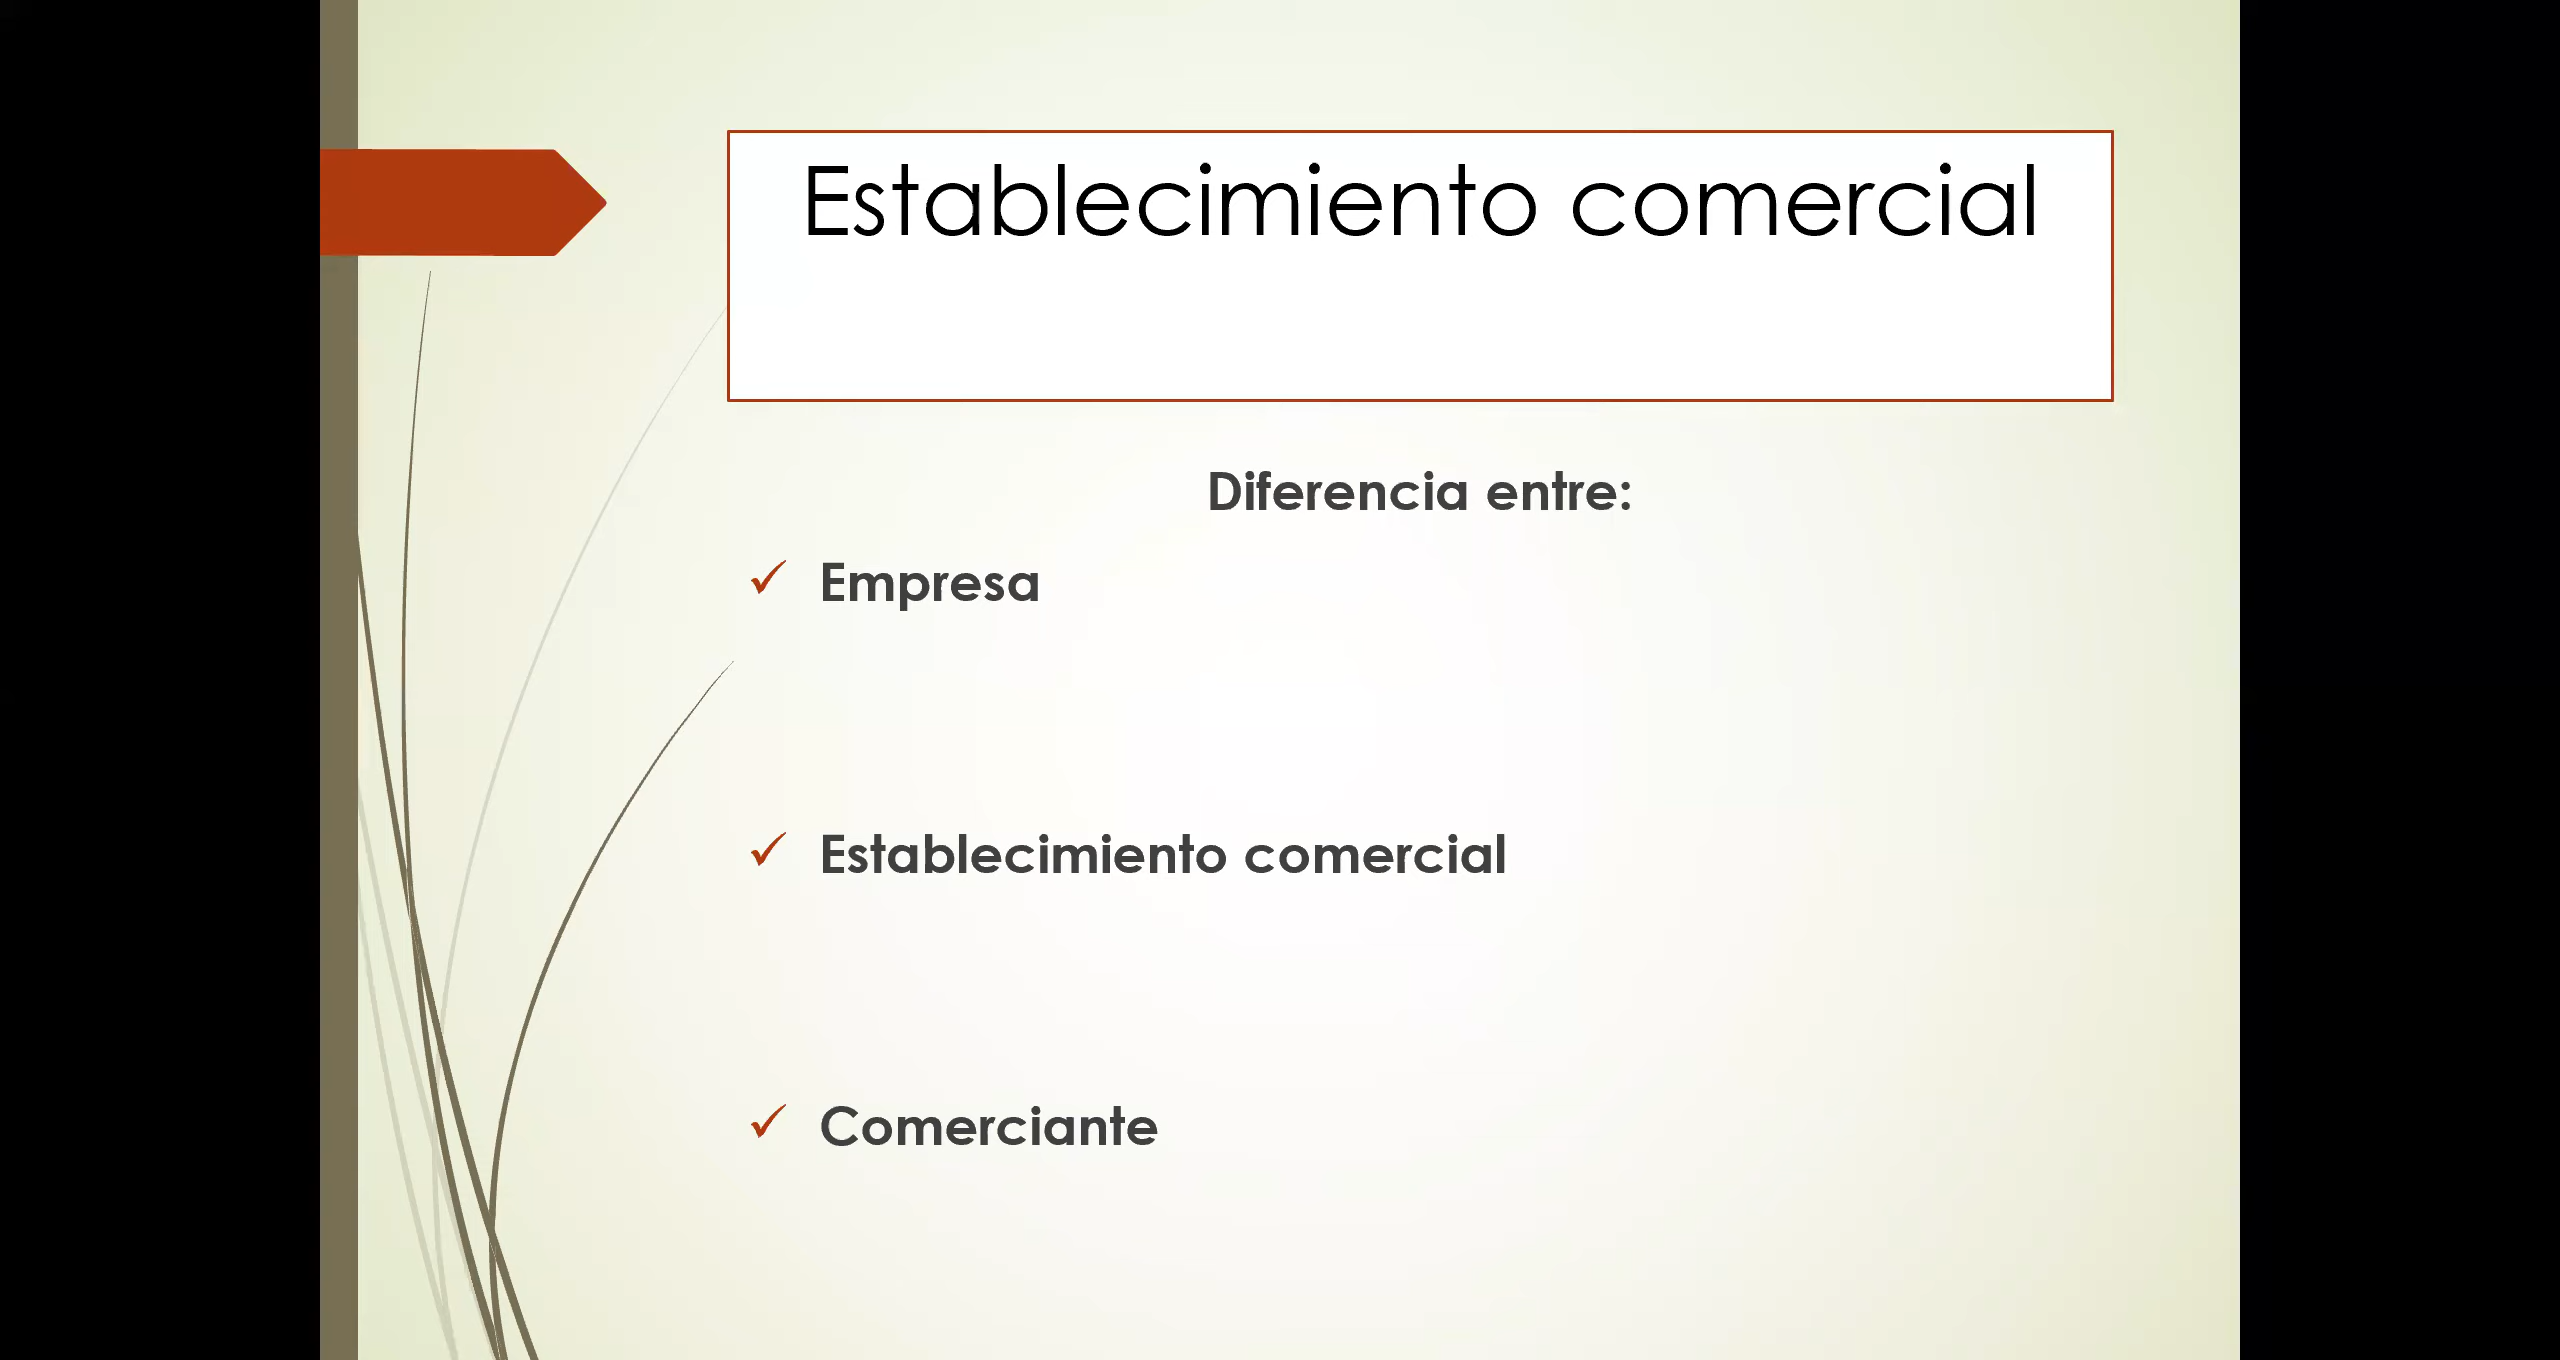 Establecimiento comercial
Diferencia entre:
Empresa
Establecimiento comercial
Comerciante